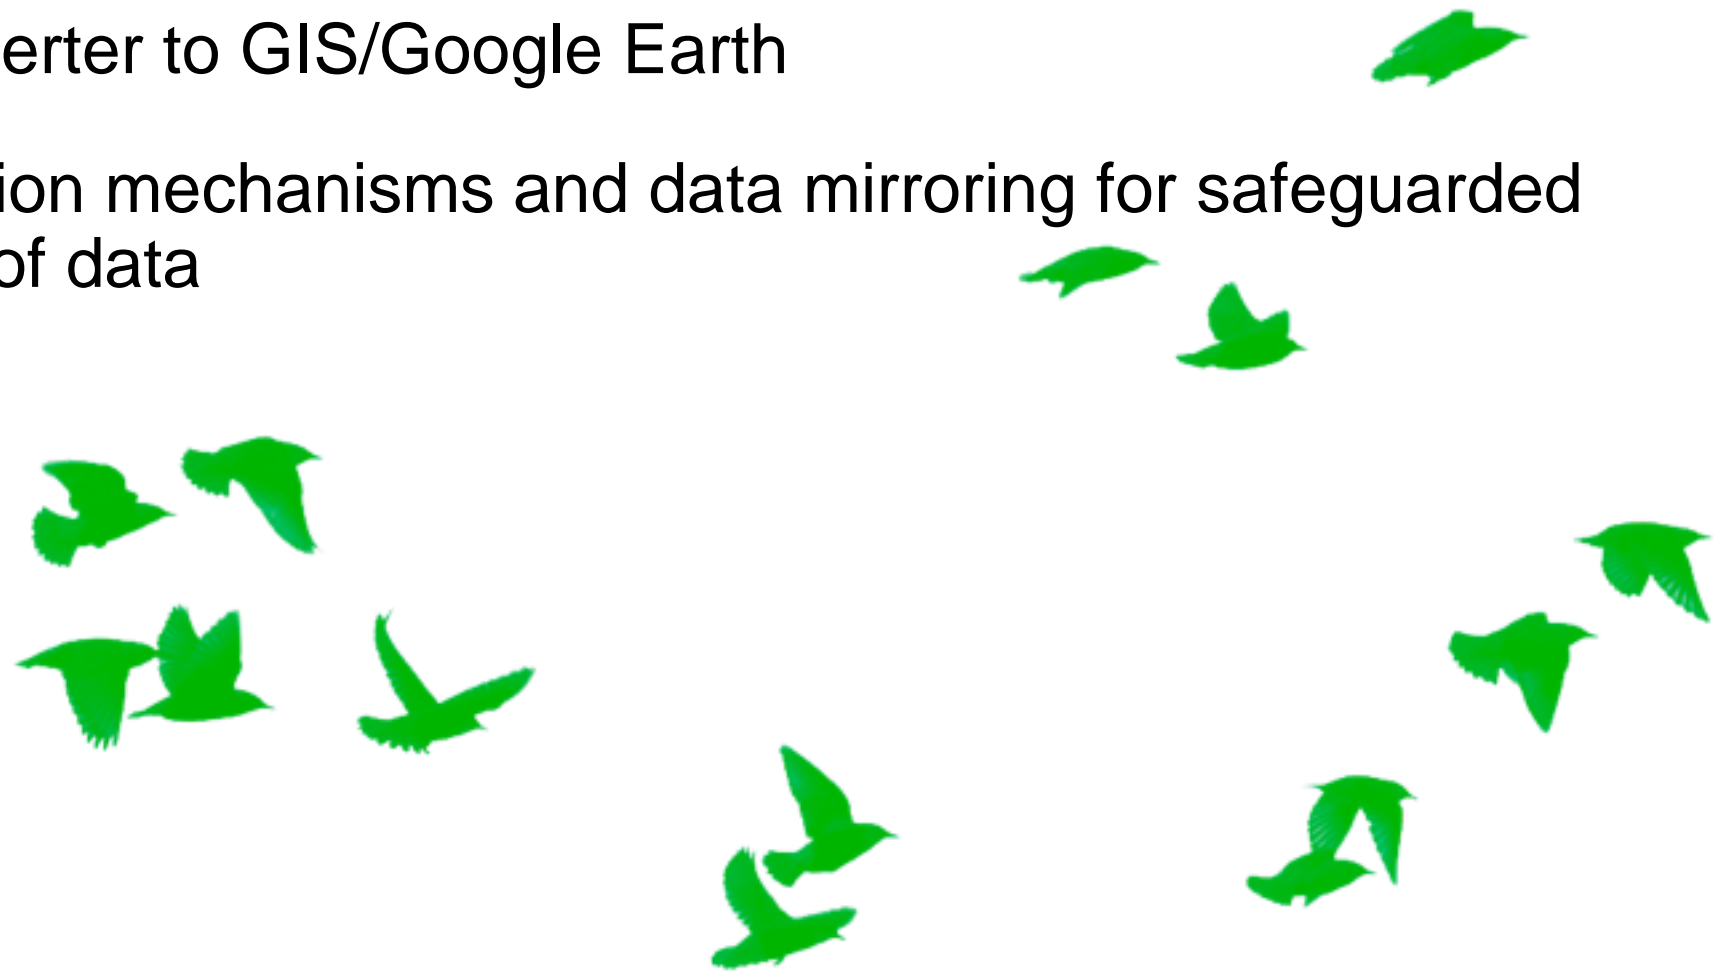 erter to GIS/Google Earth
ion mechanisms and data mirroring for safeguarded
of data